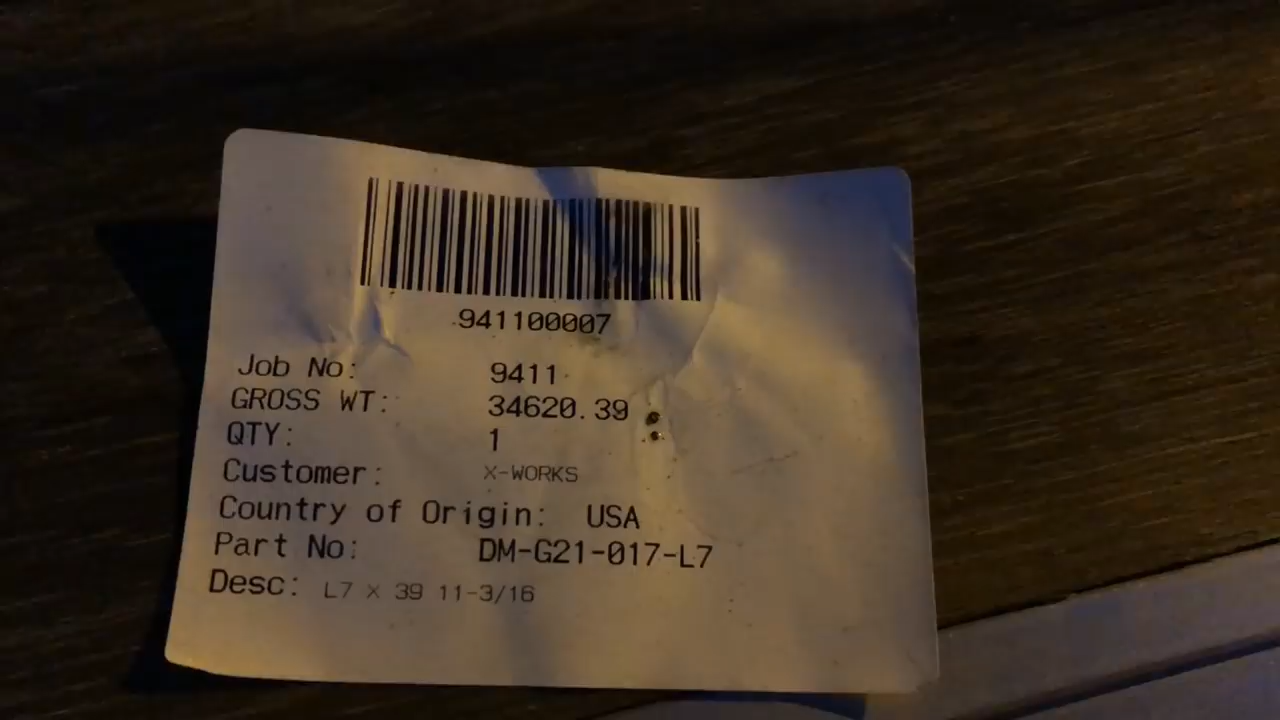 941100007
Job No: 9411
GROSS WT: 34620.39
QTY: 1
Customer: X-WORKS
Country of Origin: USA
Part No: DM-G21-017-L7
Desc: L7 X 39 11-3/16